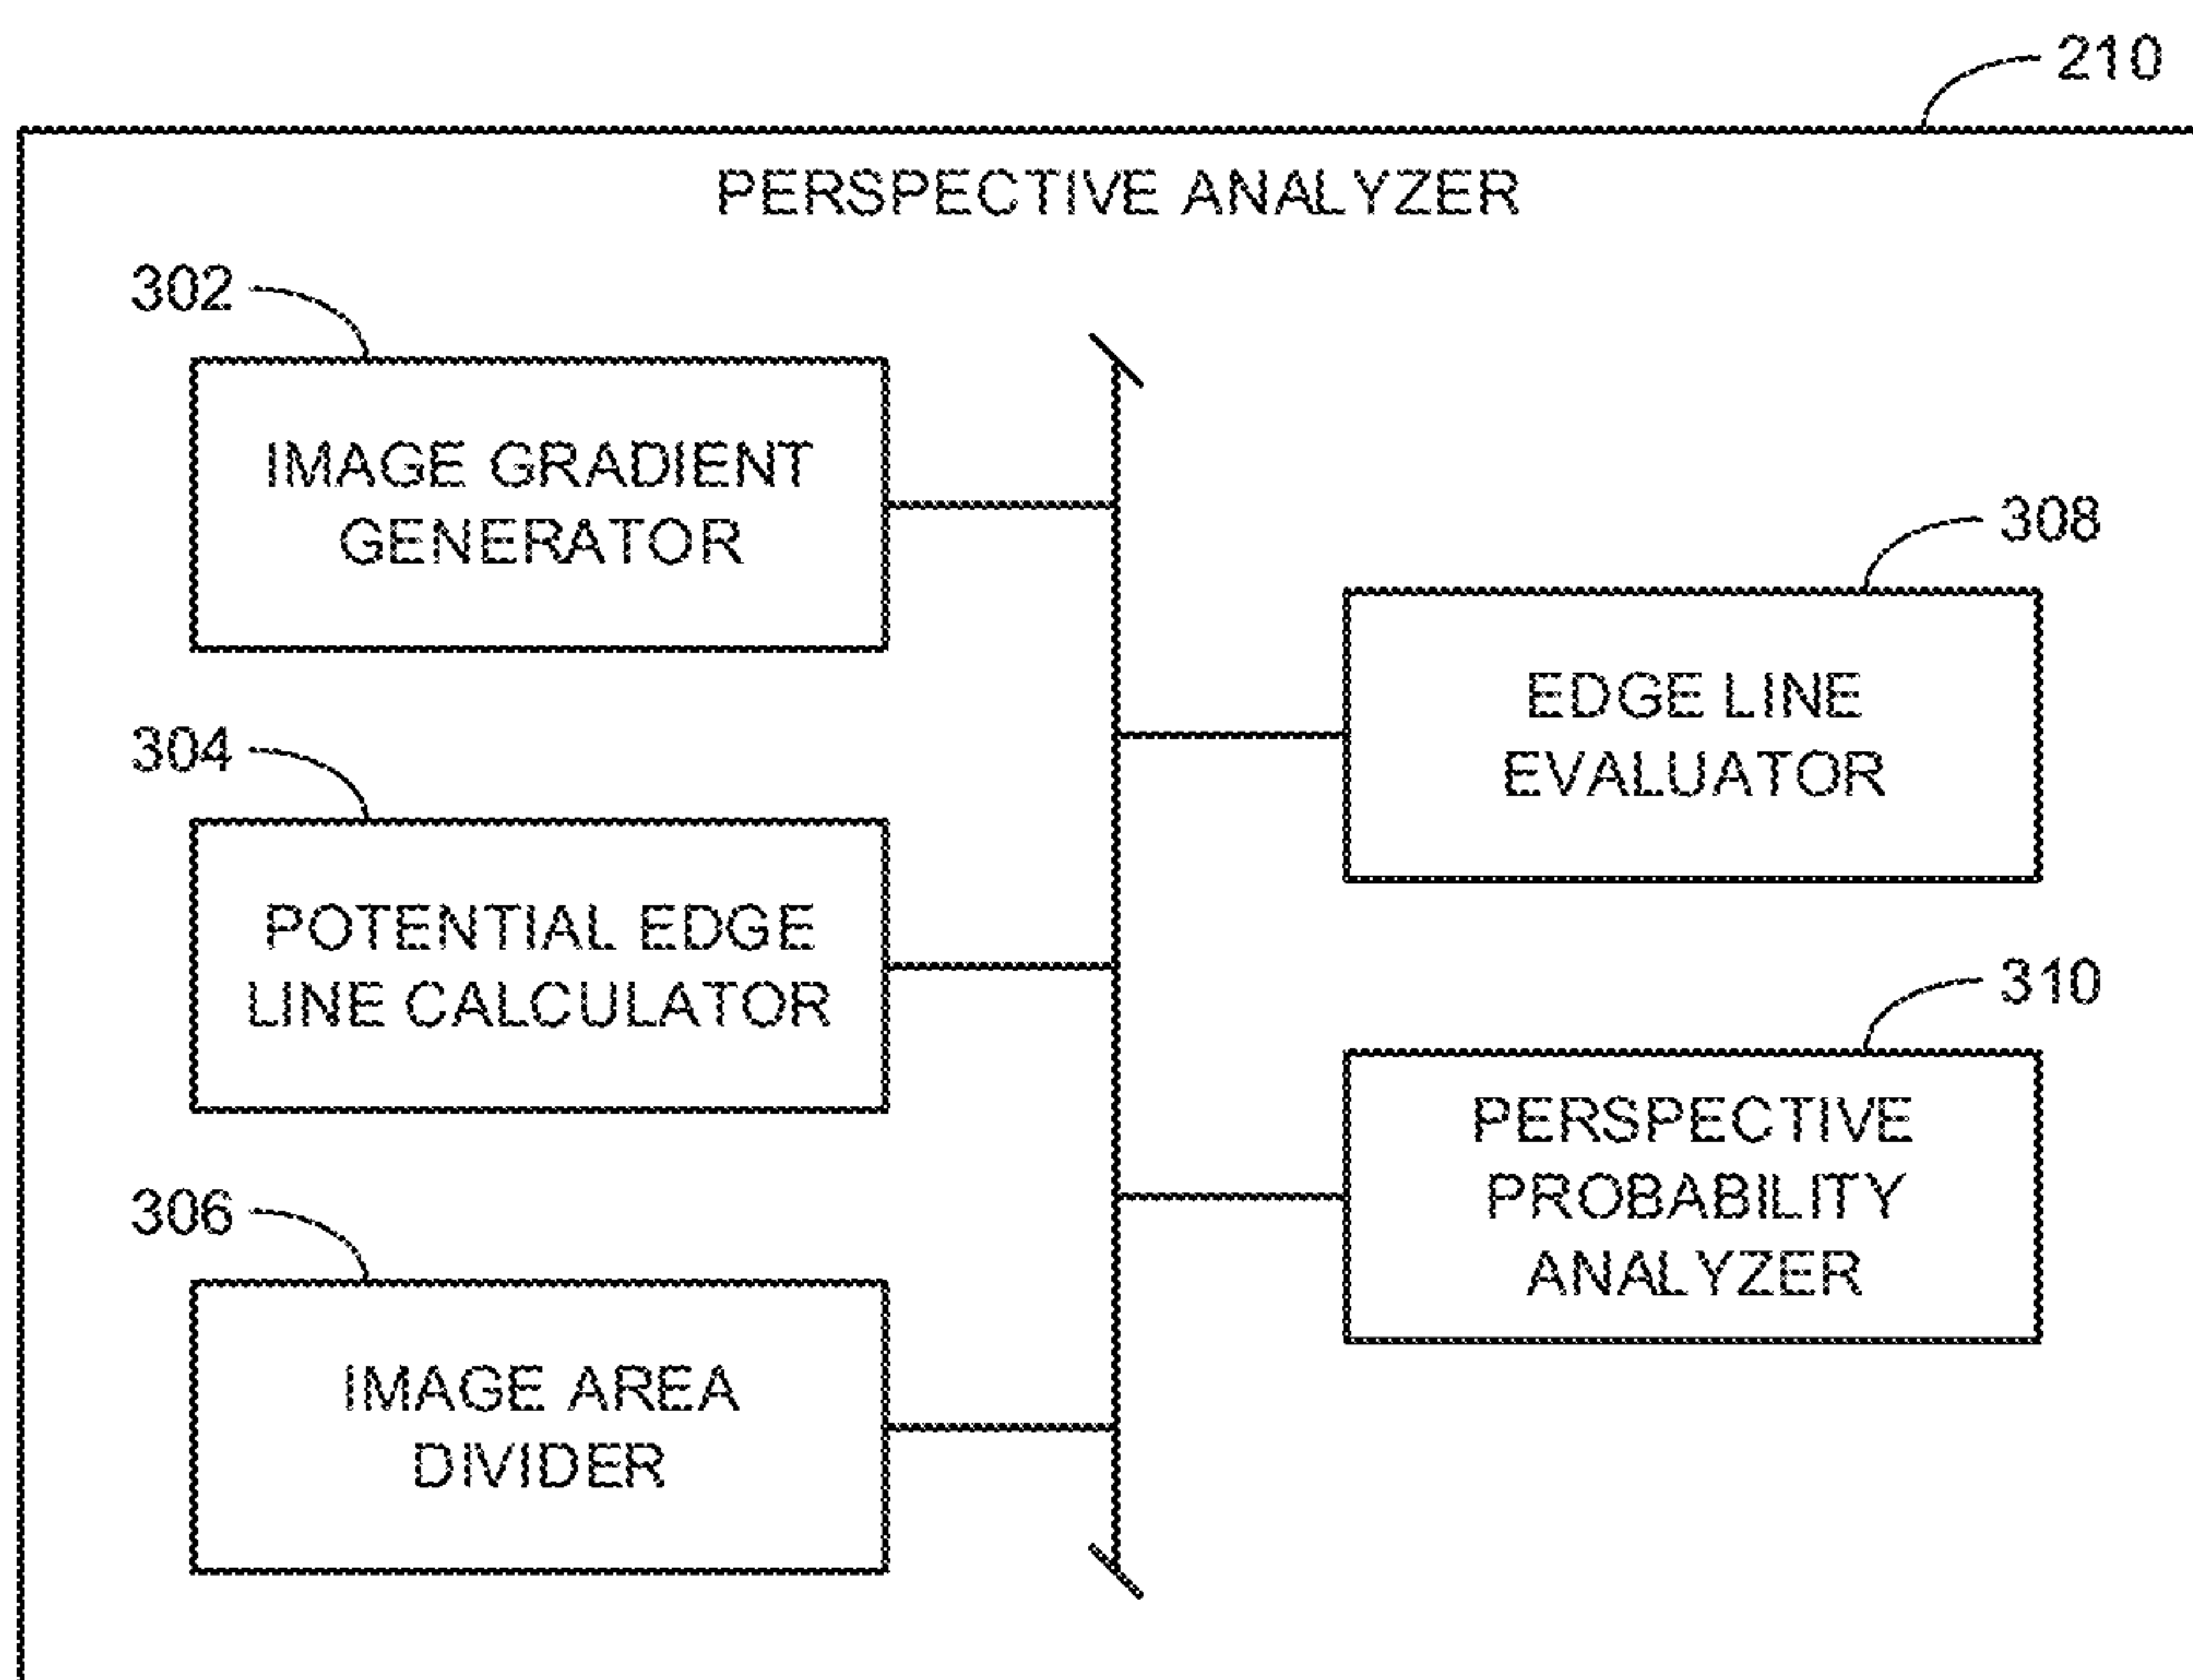 210
PERSPECTIVE ANALYZER
302
IMAGE GRADIENT
GENERATOR
304
POTENTIAL EDGE
LINE CALCULATOR
306
IMAGE AREA
DIVIDER
308
EDGE LINE
EVALUATOR
310
PERSPECTIVE
PROBABILITY
ANALYZER